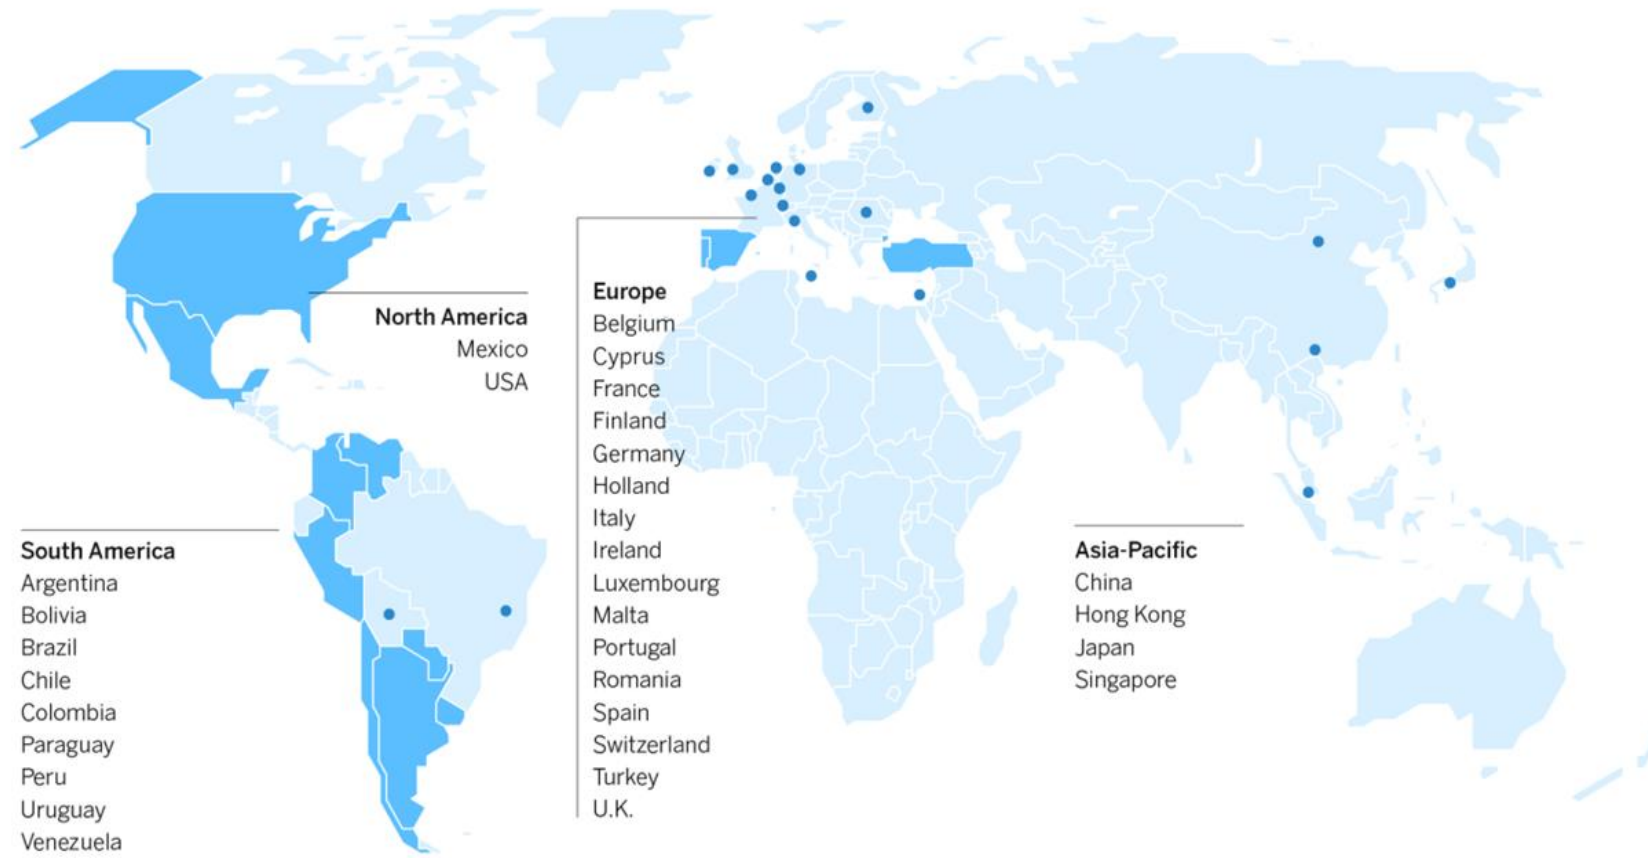 North America
Mexico
USA
South America
Argentina
Bolivia
Brazil
Chile
Colombia
Paraguay
Peru
Uruguay
Venezuela
Europe
Belgium
Cyprus
France
Finland
Germany
Holland
Italy
Ireland
Luxembourg
Malta
Portugal
Romania
Spain
Switzerland
Turkey
U.K.
Asia-Pacific
China
Hong Kong
Japan
Singapore